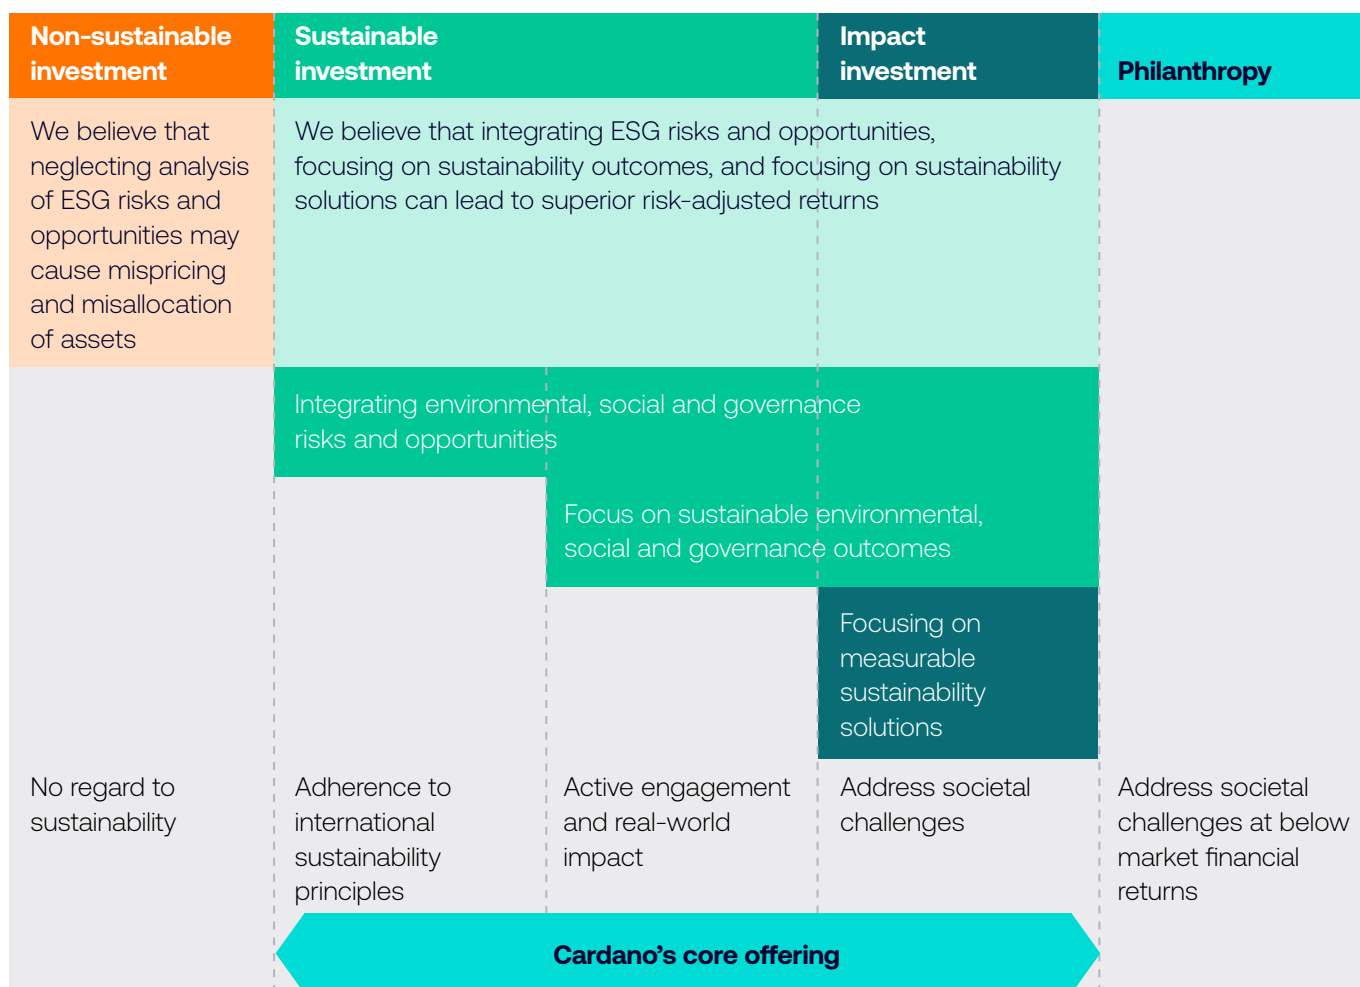 Non-sustainable
investment
Sustainable
investment
Impact
investment
Philanthropy
We believe that
neglecting analysis
of ESG risks and
opportunities may
cause mispricing
and misallocation
of assets
We believe that integrating ESG risks and opportunities,
focusing on sustainability outcomes, and focusing on sustainability
solutions can lead to superior risk-adjusted returns
Integrating environmental, social and governance
risks and opportunities
Focus on sustainable environmental,
social and governance outcomes
Focusing on
measurable
sustainability
solutions
No regard to
sustainability
Adherence to
international
sustainability
principles
Active engagement
and real-world
impact
Address societal
challenges
Address societal
challenges at below
market financial
returns
Cardano’s core offering